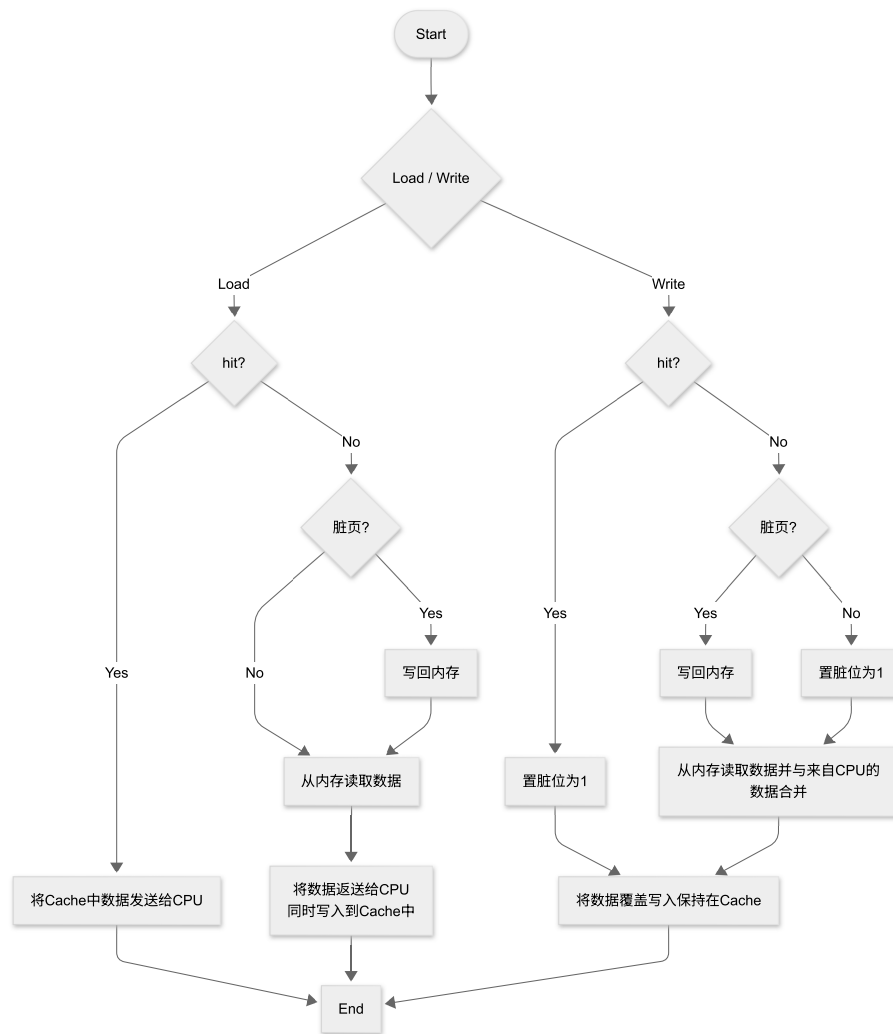 Start
Load / Write
Load
Write
hit?
hit?
No
No
脏页?
脏页?
Yes
Yes
Yes
No
Yes
No
写回内存
写回内存
置脏位为1
从内存读取数据
置脏位为1
从内存读取数据并与来自CPU的
数据合并
将Cache中数据发送给CPU
将数据返送给CPU
同时写入到Cache中
将数据覆盖写入保持在Cache
End